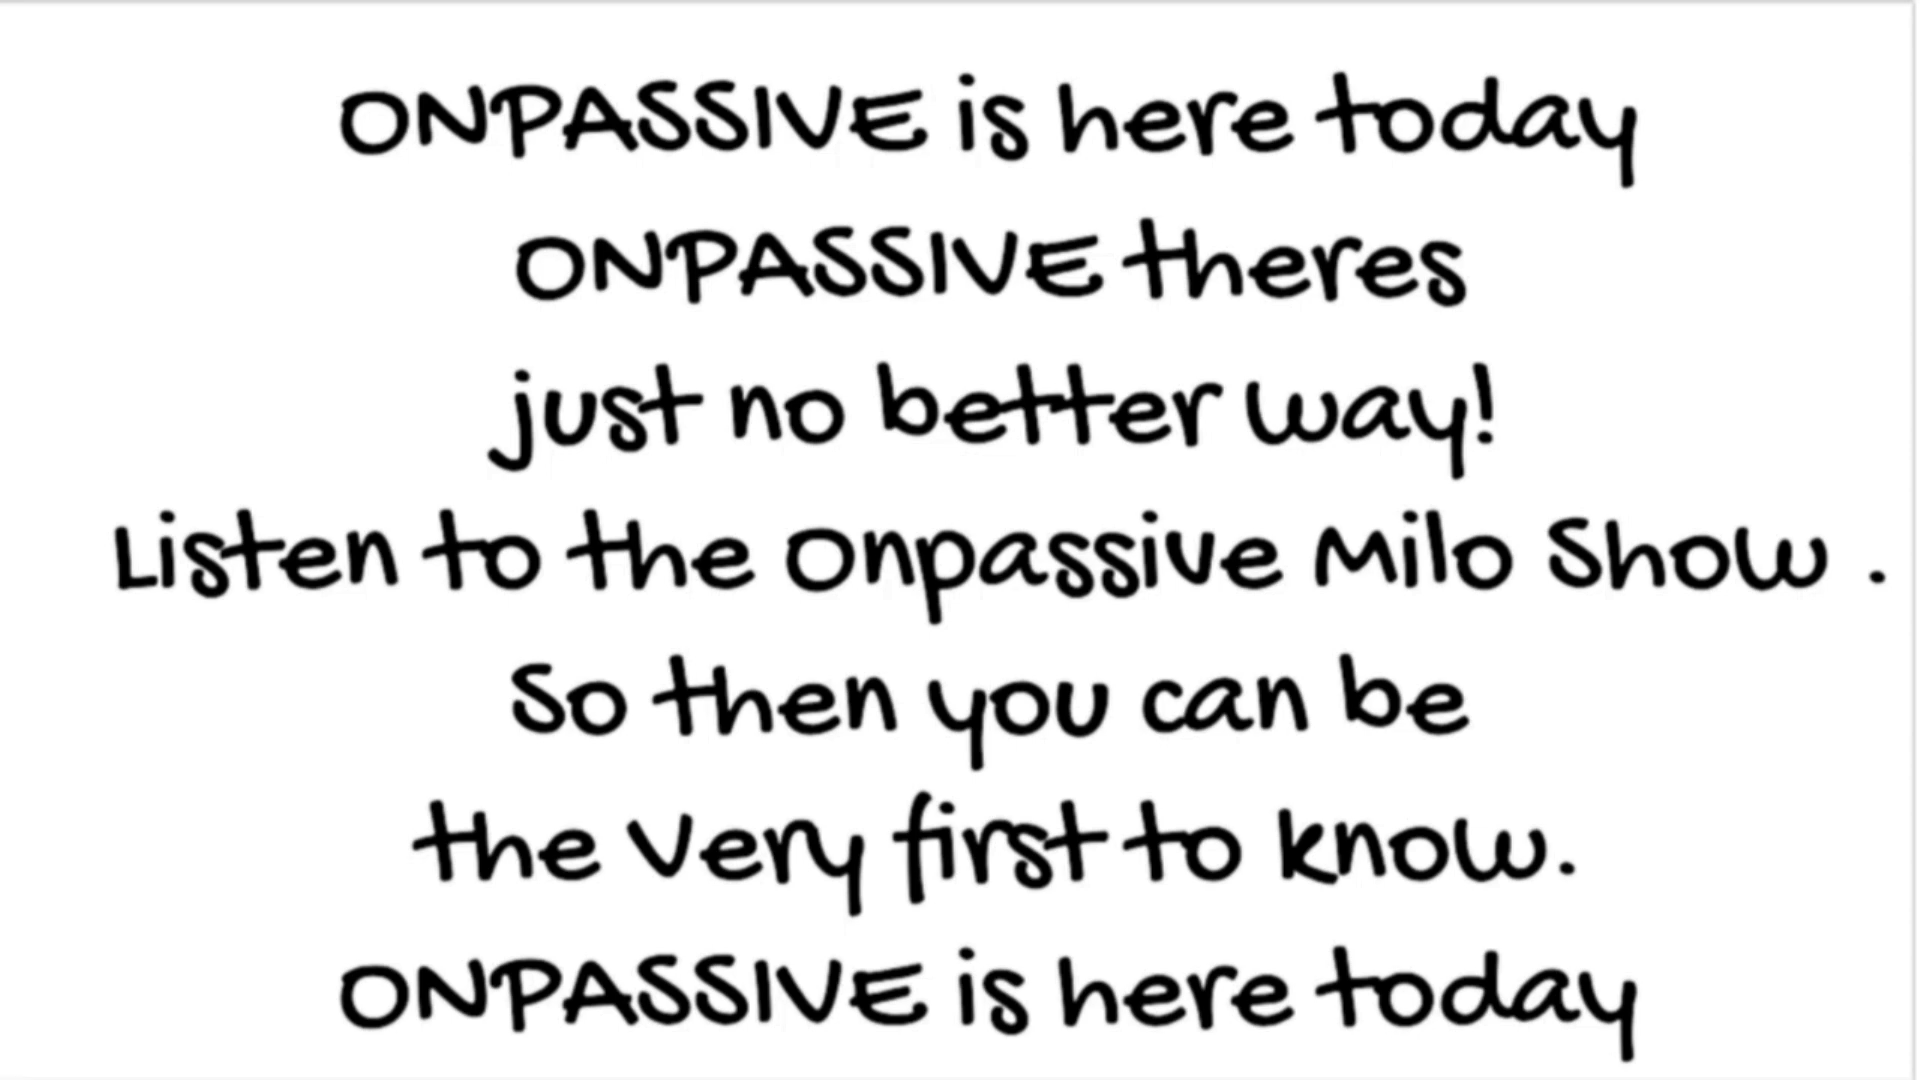 ONPASSIVE is here today
ONPASSIVE theres
just no better way!
Listen to the Onpassive Milo Show .
So then you can be
the very first to know.
ONPASSIVE is here today